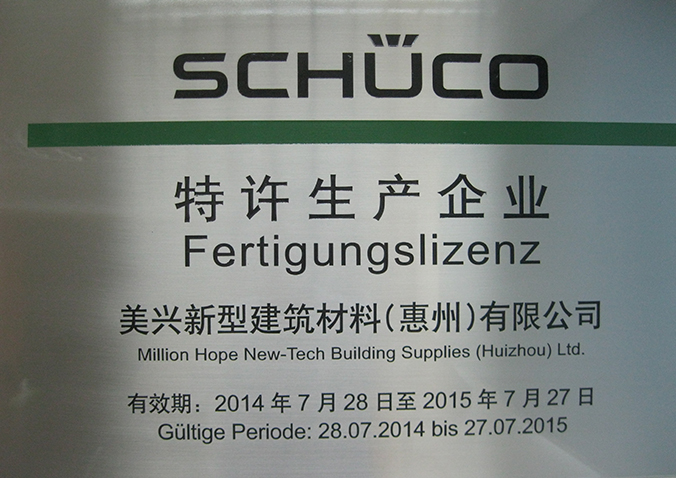 SCHÜCO
特许生产企业
Fertigungslizenz
美兴新型建筑材料(惠州)有限公司
Million Hope New-Tech Building Supplies (Huizhou) Ltd.
有效期：2014年7月28日至2015年7月27日
Gültige Periode: 28.07.2014 bis 27.07.2015